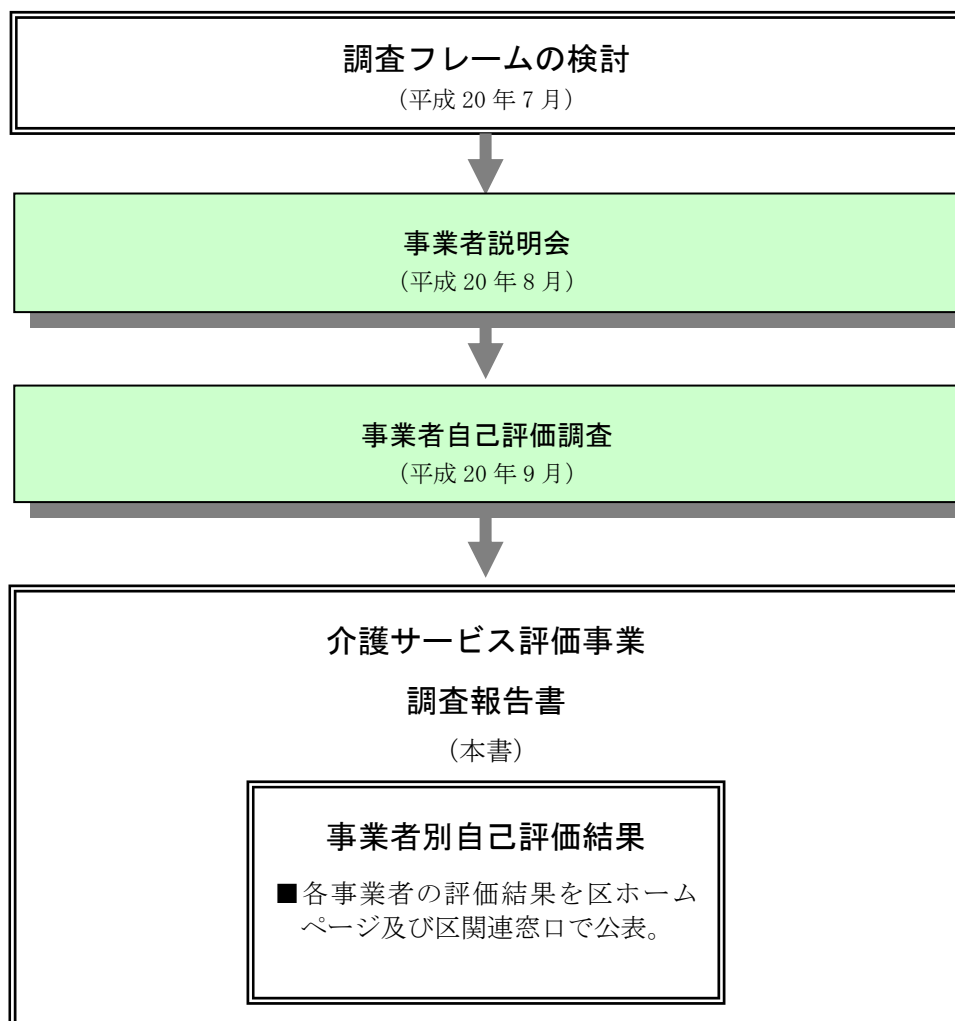 調査フレームの検討
（平成 20 年 7 月）
事業者説明会
（平成 20 年 8 月）
事業者自己評価調査
（平成 20 年 9 月）
介護サービス評価事業
調査報告書
（本書）
事業者別自己評価結果
■各事業者の評価結果を区ホーム
ページ及び区関連窓口で公表。